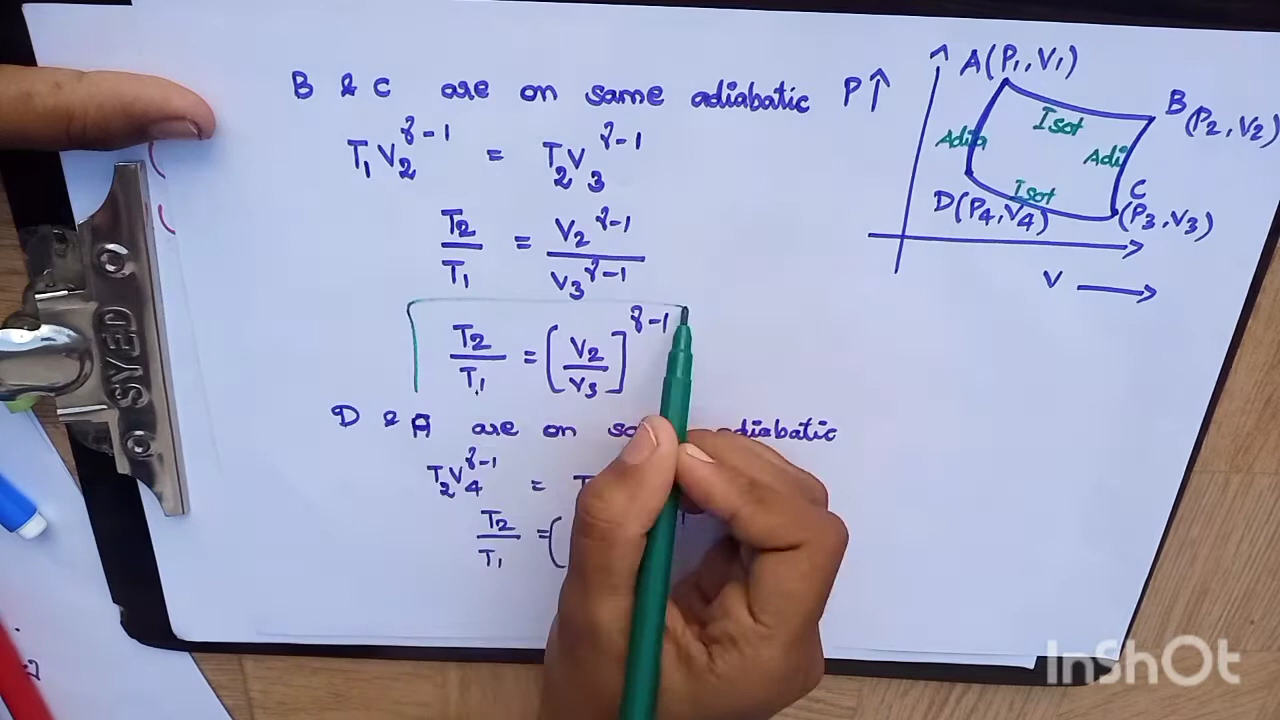 B & C are on same adiabatic
T₁V₂^γ-1 = T₂V₃^γ-1
T₂/T₁ = V₂^γ-1/V₃^γ-1
T₂/T₁ = [V₂/V₃]^γ-1
D & A are on adiabatic
T₂V₄^γ-1 =
T₂/T₁ = (
P↑
A(P₁,V₁)
B(P₂,V₂)
Isot
Adia
Adi
Isot
C
D(P₄,V₄)
(P₃,V₃)
V →
SYED
InShOt